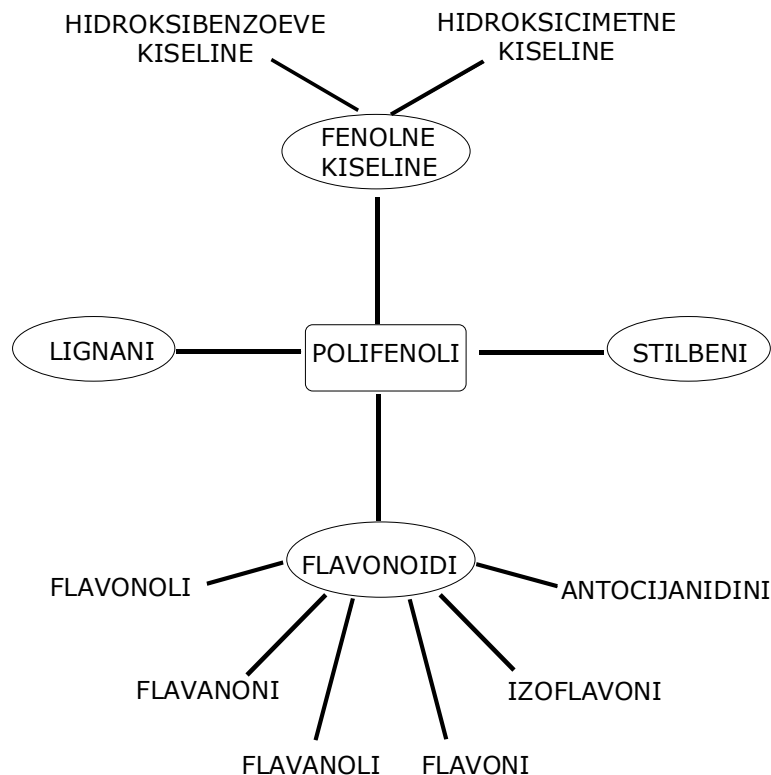 HIDROKSIBENZOEVE
KISELINE
HIDROKSICIMETNE
KISELINE
FENOLNE
KISELINE
LIGNANI
POLIFENOLI
STILBENI
FLAVONOIDI
FLAVONOLI
ANTOCIJANIDINI
FLAVANONI
IZOFLAVONI
FLAVANOLI
FLAVONI